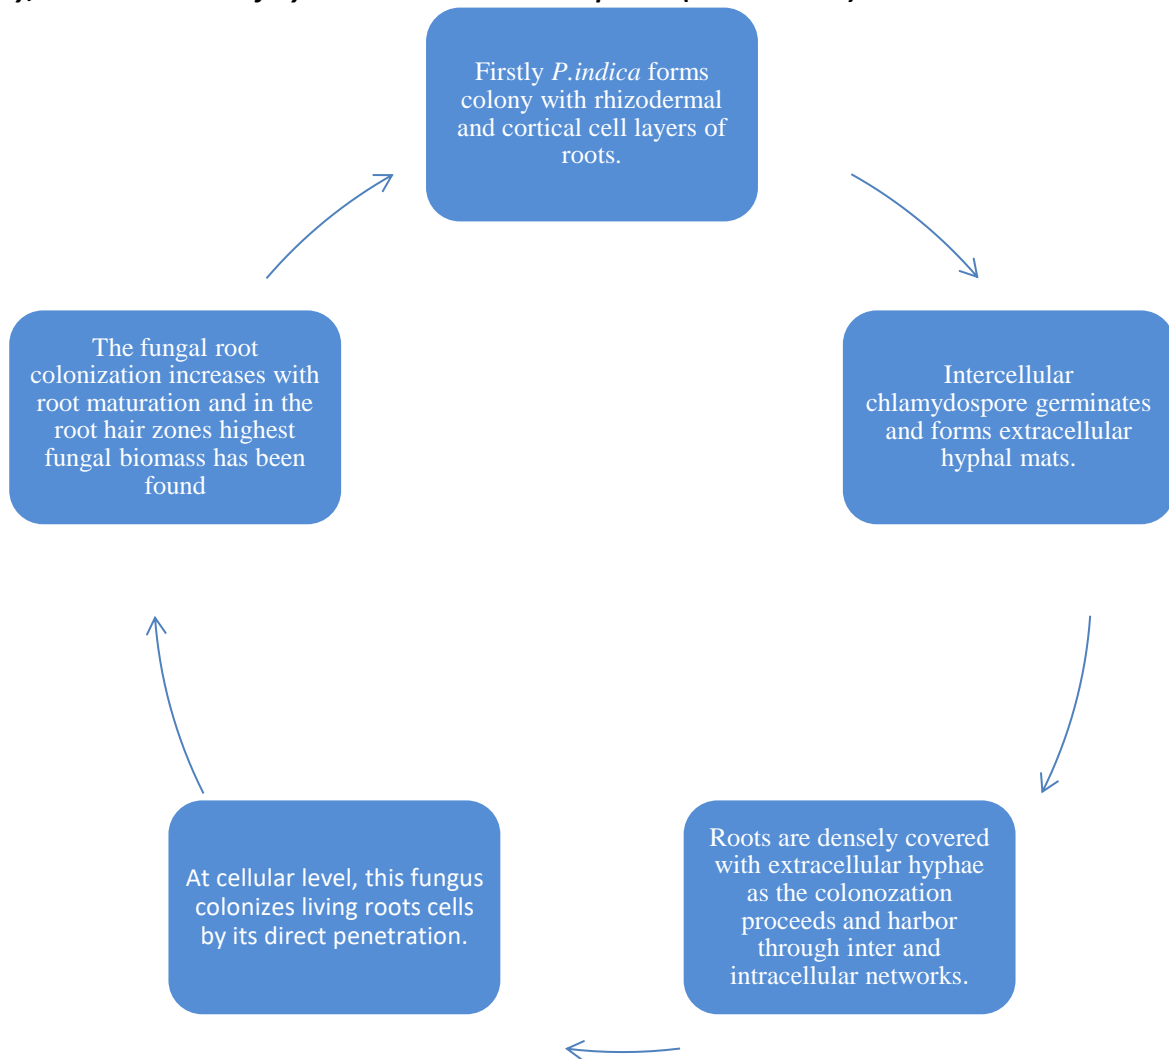 Firstly P.indica forms
colony with rhizodermal
and cortical cell layers of
roots.
Intercellular
chlamydospore germinates
and forms extracellular
hyphal mats.
Roots are densely covered
with extracellular hyphae
as the colonozation
proceeds and harbor
through inter and
intracellular networks.
At cellular level, this fungus
colonizes living roots cells
by its direct penetration.
The fungal root
colonization increases with
root maturation and in the
root hair zones highest
fungal biomass has been
found